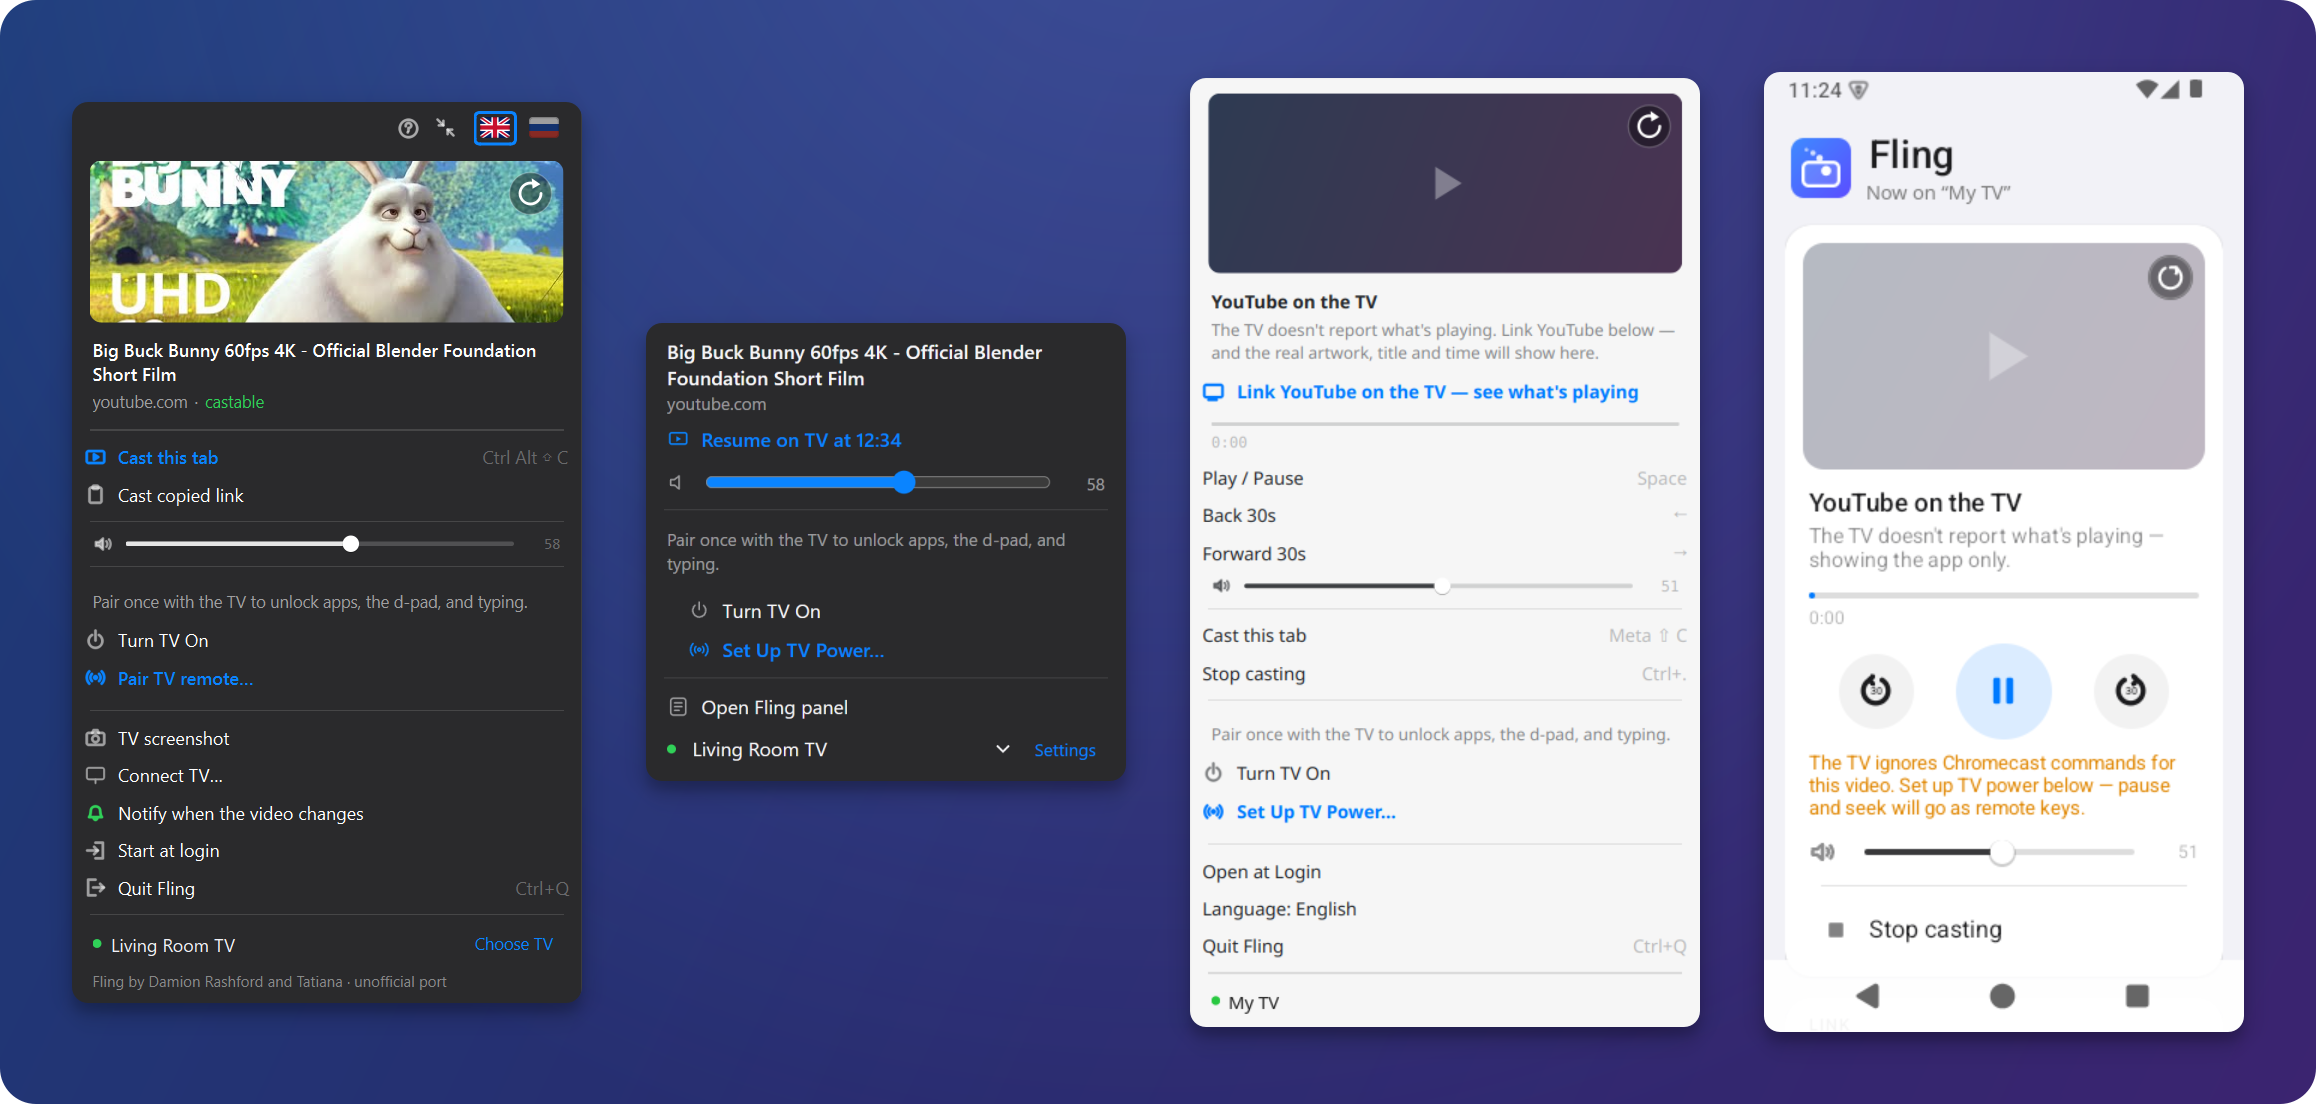 BIG BUCK
BUNNY
UHD
Big Buck Bunny 60fps 4K - Official Blender Foundation
Short Film
youtube.com · castable
Cast this tab Ctrl Alt ⇧ C
Cast copied link
58
Pair once with the TV to unlock apps, the d-pad, and typing.
Turn TV On
Pair TV remote...
TV screenshot
Connect TV...
Notify when the video changes
Start at login
Quit Fling Ctrl+Q
Living Room TV Choose TV
Fling by Damion Rashford and Tatiana · unofficial port
Big Buck Bunny 60fps 4K - Official Blender
Foundation Short Film
youtube.com
Resume on TV at 12:34
58
Pair once with the TV to unlock apps, the d-pad, and
typing.
Turn TV On
Set Up TV Power...
Open Fling panel
Living Room TV Settings
YouTube on the TV
The TV doesn't report what's playing. Link YouTube below —
and the real artwork, title and time will show here.
Link YouTube on the TV — see what's playing
0:00
Play / Pause Space
Back 30s ←
Forward 30s →
51
Cast this tab Meta ⇧ C
Stop casting Ctrl+.
Pair once with the TV to unlock apps, the d-pad, and typing.
Turn TV On
Set Up TV Power...
Open at Login
Language: English
Quit Fling Ctrl+Q
My TV
11:24
Fling
Now on “My TV”
YouTube on the TV
The TV doesn't report what's playing —
showing the app only.
0:00
30 30
The TV ignores Chromecast commands for
this video. Set up TV power below — pause
and seek will go as remote keys.
51
Stop casting
LINK